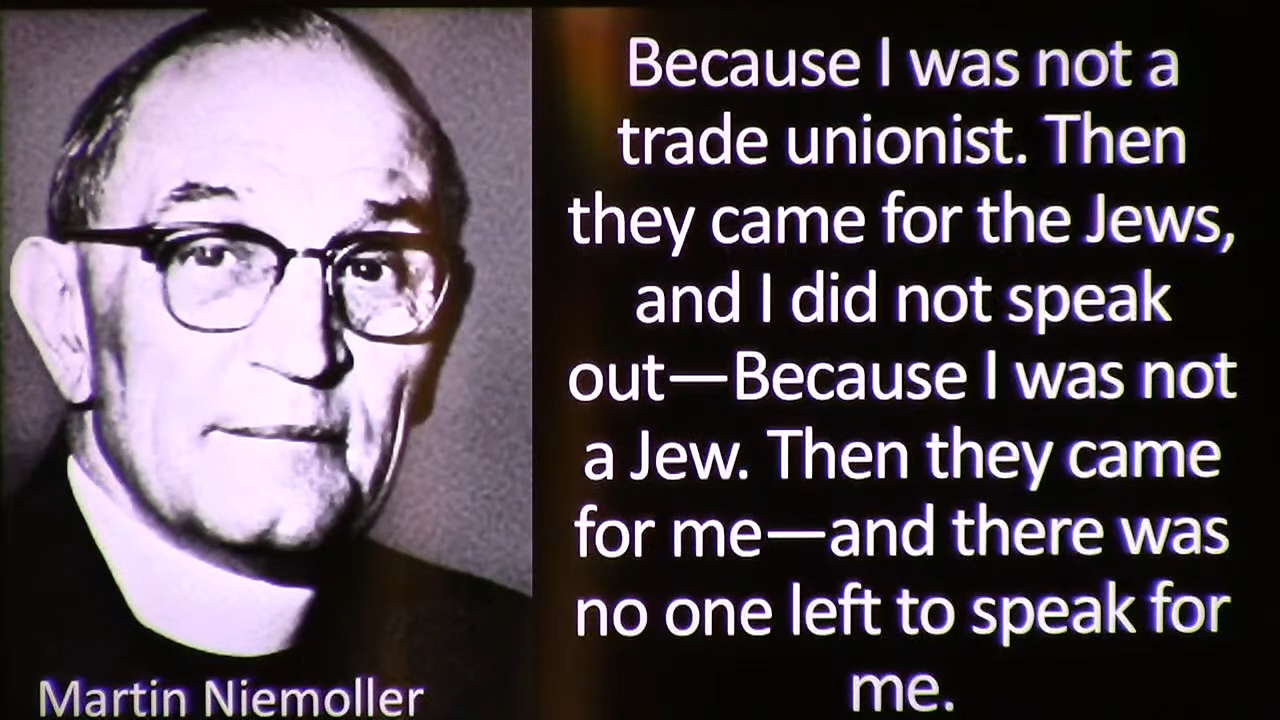 Because I was not a
trade unionist. Then
they came for the Jews,
and I did not speak
out—Because I was not
a Jew. Then they came
for me—and there was
no one left to speak for
me.
Martin Niemoller